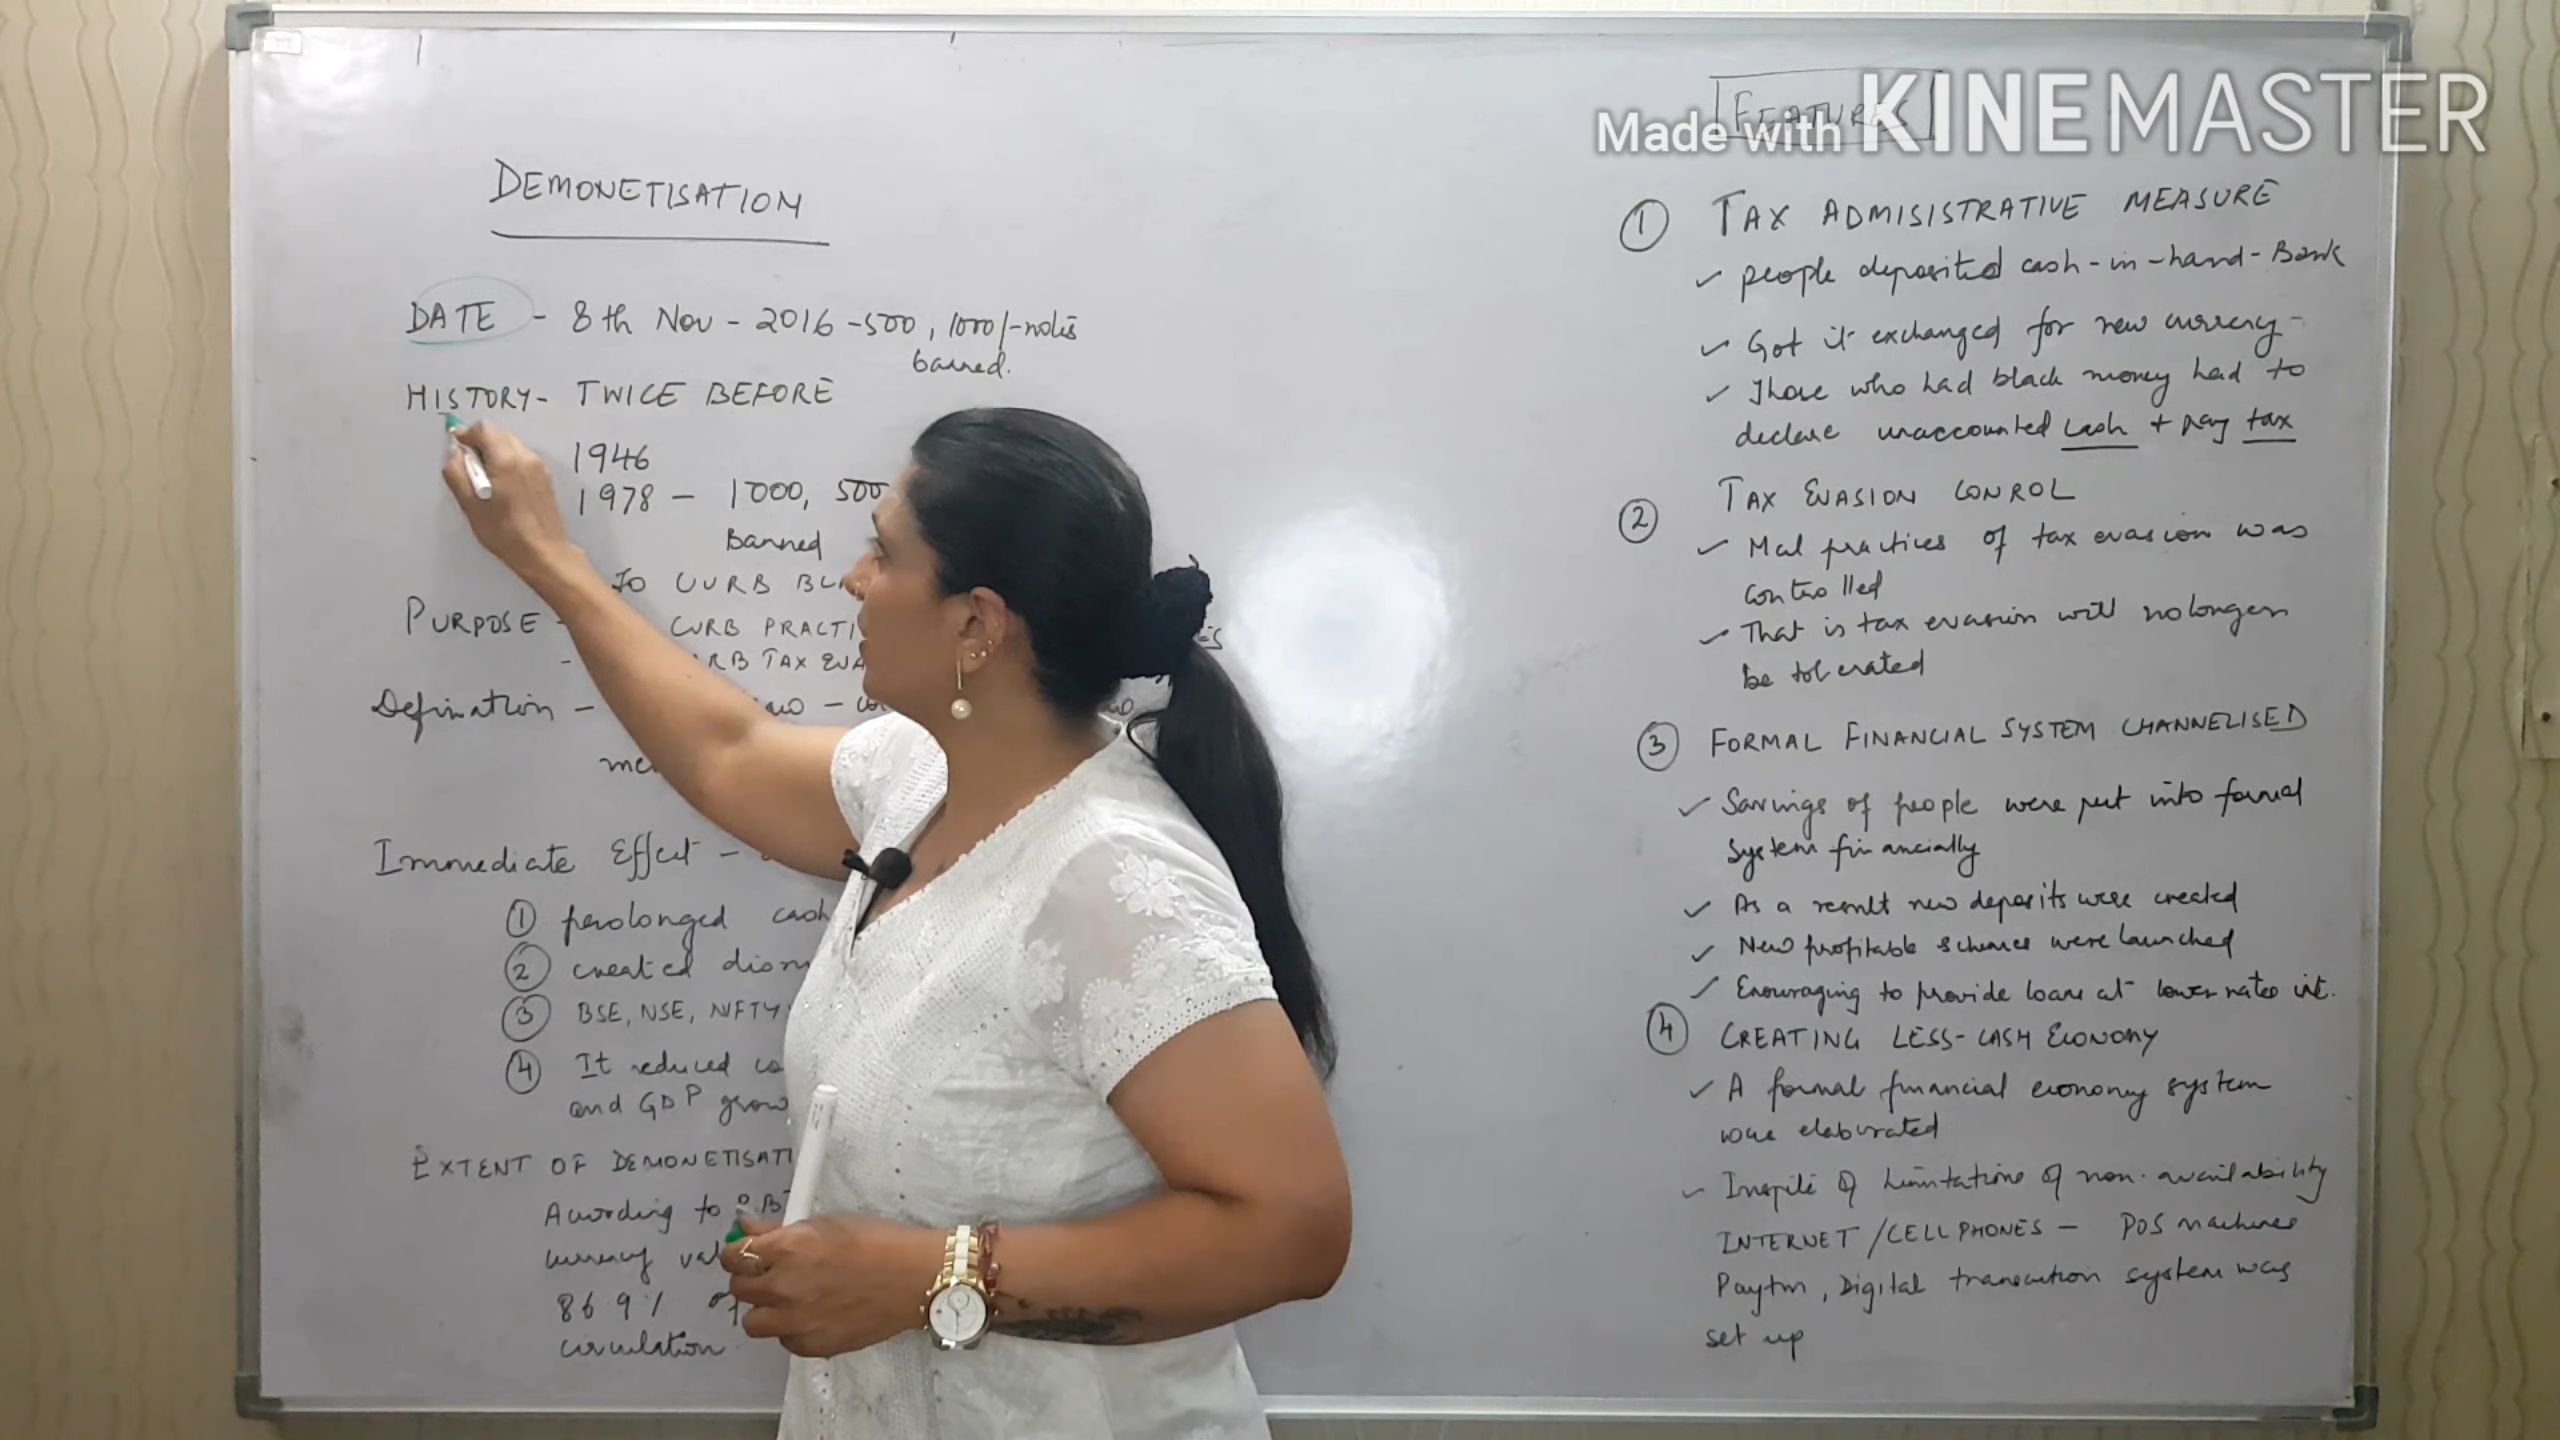 DEMONETISATION
DATE - 8th Nov - 2016 - 500, 1000/- notes
banned.
HISTORY - TWICE BEFORE
1946
1978 - 1000, 500
Banned
TO CURB
PURPOSE - CURB
- TAX
Defination -
Immediate Effect -
① prolonged cash
② created
③ BSE, NSE, NIFTY
④ It reduced
and GDP
EXTENT OF
According to
currency
86.9%
circulation
Made with KINEMASTER
FEATURES
① TAX ADMISISTRATIVE MEASURE
✓ people deposited cash-in-hand-Bank
✓ Got it exchanged for new currency-
✓ Those who had black money had to
declare unaccounted cash + pay tax
② TAX EVASION CONROL
✓ Mal practices of tax evasion was
controlled
✓ That is tax evasion will no longer
be tolerated
③ FORMAL FINANCIAL SYSTEM CHANNELISED
✓ Savings of people were put into formal
system financially
✓ As a result new deposits were created
✓ New profitable schemes were launched
✓ Encouraging to provide loans at lower rates int.
④ CREATING LESS-CASH ECONOMY
✓ A formal financial economy system
was elaborated
✓ Inspite of limitations of non-availability
INTERNET/CELLPHONES - POS machines
Paytm, Digital transaction system was
set up